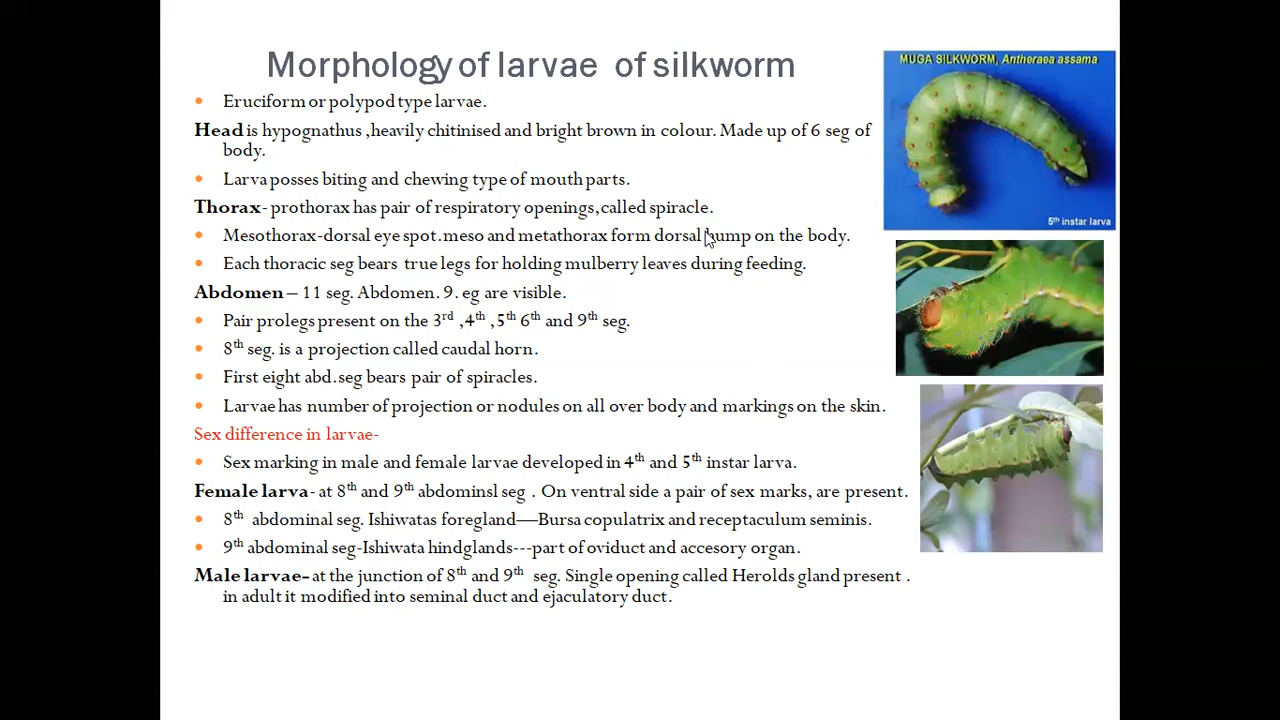 Morphology of larvae of silkworm
• Eruciform or polypod type larvae.
Head is hypognathus ,heavily chitinised and bright brown in colour. Made up of 6 seg of
body.
• Larva posses biting and chewing type of mouth parts.
Thorax- prothorax has pair of respiratory openings,called spiracle.
• Mesothorax-dorsal eye spot.meso and metathorax form dorsal hump on the body.
• Each thoracic seg bears true legs for holding mulberry leaves during feeding.
Abdomen – 11 seg. Abdomen. 9. eg are visible.
• Pair prolegs present on the 3rd ,4th ,5th 6th and 9th seg.
• 8th seg. is a projection called caudal horn.
• First eight abd.seg bears pair of spiracles.
• Larvae has number of projection or nodules on all over body and markings on the skin.
Sex difference in larvae-
• Sex marking in male and female larvae developed in 4th and 5th instar larva.
Female larva- at 8th and 9th abdominsl seg . On ventral side a pair of sex marks, are present.
• 8th abdominal seg. Ishiwatas foregland—Bursa copulatrix and receptaculum seminis.
• 9th abdominal seg-Ishiwata hindglands---part of oviduct and accesory organ.
Male larvae- at the junction of 8th and 9th seg. Single opening called Herolds gland present .
in adult it modified into seminal duct and ejaculatory duct.
MUGA SILKWORM, Antheraea assama
5th instar larva